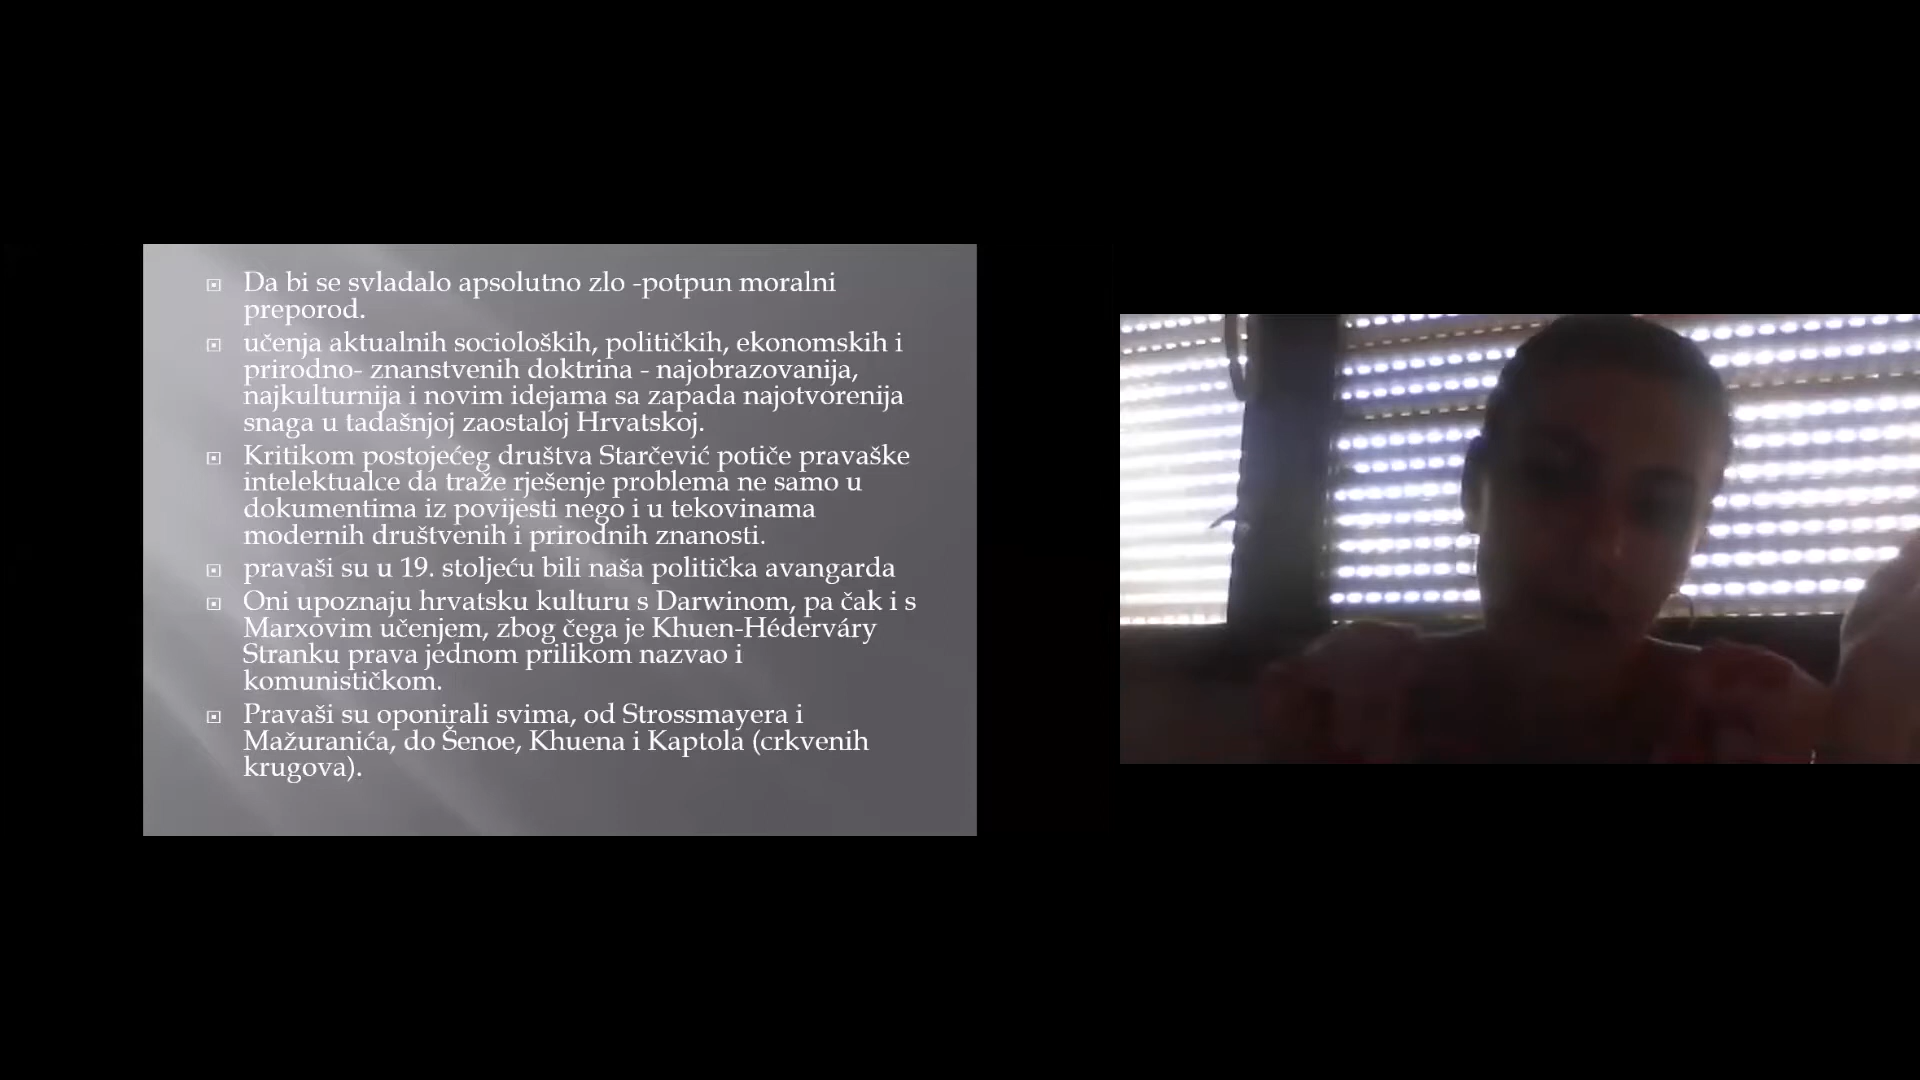 Da bi se svladalo apsolutno zlo -potpun moralni
preporod.
učenja aktualnih socioloških, političkih, ekonomskih i
prirodno- znanstvenih doktrina - najobrazovanija,
najkulturnija i novim idejama sa zapada najotvorenija
snaga u tadašnjoj zaostaloj Hrvatskoj.
Kritikom postojećeg društva Starčević potiče pravaške
intelektualce da traže rješenje problema ne samo u
dokumentima iz povijesti nego i u tekovinama
modernih društvenih i prirodnih znanosti.
pravaši su u 19. stoljeću bili naša politička avangarda
Oni upoznaju hrvatsku kulturu s Darwinom, pa čak i s
Marxovim učenjem, zbog čega je Khuen-Héderváry
Stranku prava jednom prilikom nazvao i
komunističkom.
Pravaši su oponirali svima, od Strossmayera i
Mažuranića, do Šenoe, Khuena i Kaptola (crkvenih
krugova).